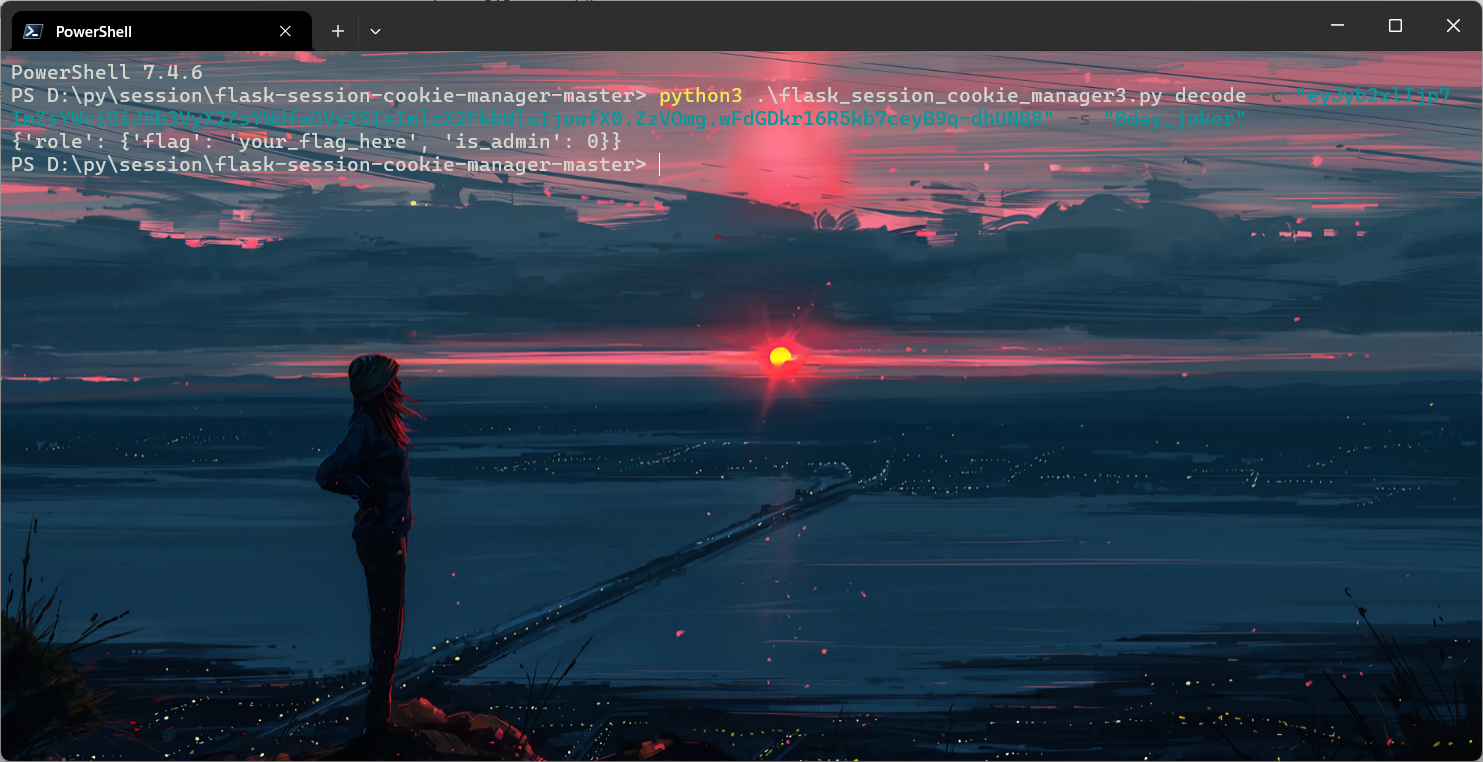 PowerShell
PowerShell 7.4.6
PS D:\py\session\flask-session-cookie-manager-master> python3 .\flask_session_cookie_manager3.py decode -c "eyJyb2xlIjp7
ImZsYWciOiJ5b3VyX2ZsYWdfaGVyZSIsImlzX2FkbWluIjowfX0.ZzVOmg.wFdGDkr16R5kb7ceyB9q-dhUNB8" -s "0day_joker"
{'role': {'flag': 'your_flag_here', 'is_admin': 0}}
PS D:\py\session\flask-session-cookie-manager-master>